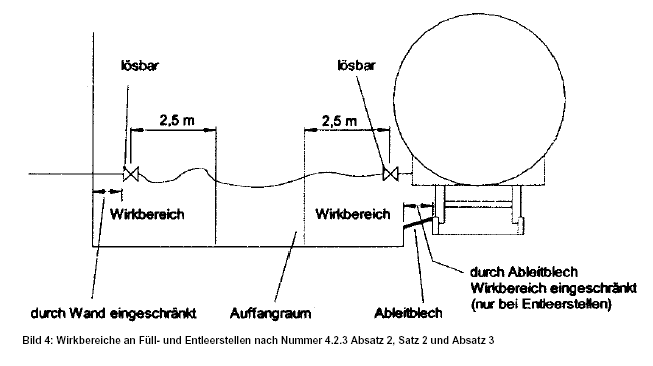 lösbar
lösbar
2,5 m
2,5 m
Wirkbereich
Wirkbereich
durch Wand eingeschränkt
Auffangraum
Ableitblech
durch Ableitblech
Wirkbereich eingeschränkt
(nur bei Entleerstellen)
Bild 4: Wirkbereiche an Füll- und Entleerstellen nach Nummer 4.2.3 Absatz 2, Satz 2 und Absatz 3